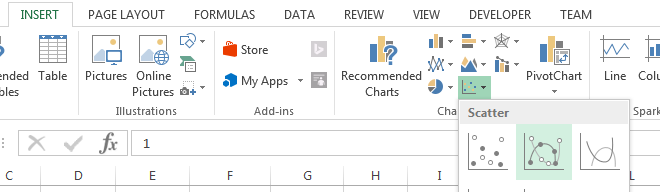 INSERT PAGE LAYOUT FORMULAS DATA REVIEW VIEW DEVELOPER TEAM
Table
Pictures
Online Pictures
Illustrations
Store
My Apps
Add-ins
Recommended Charts
PivotChart
Line
Scatter
fx 1
C D E F G H I L